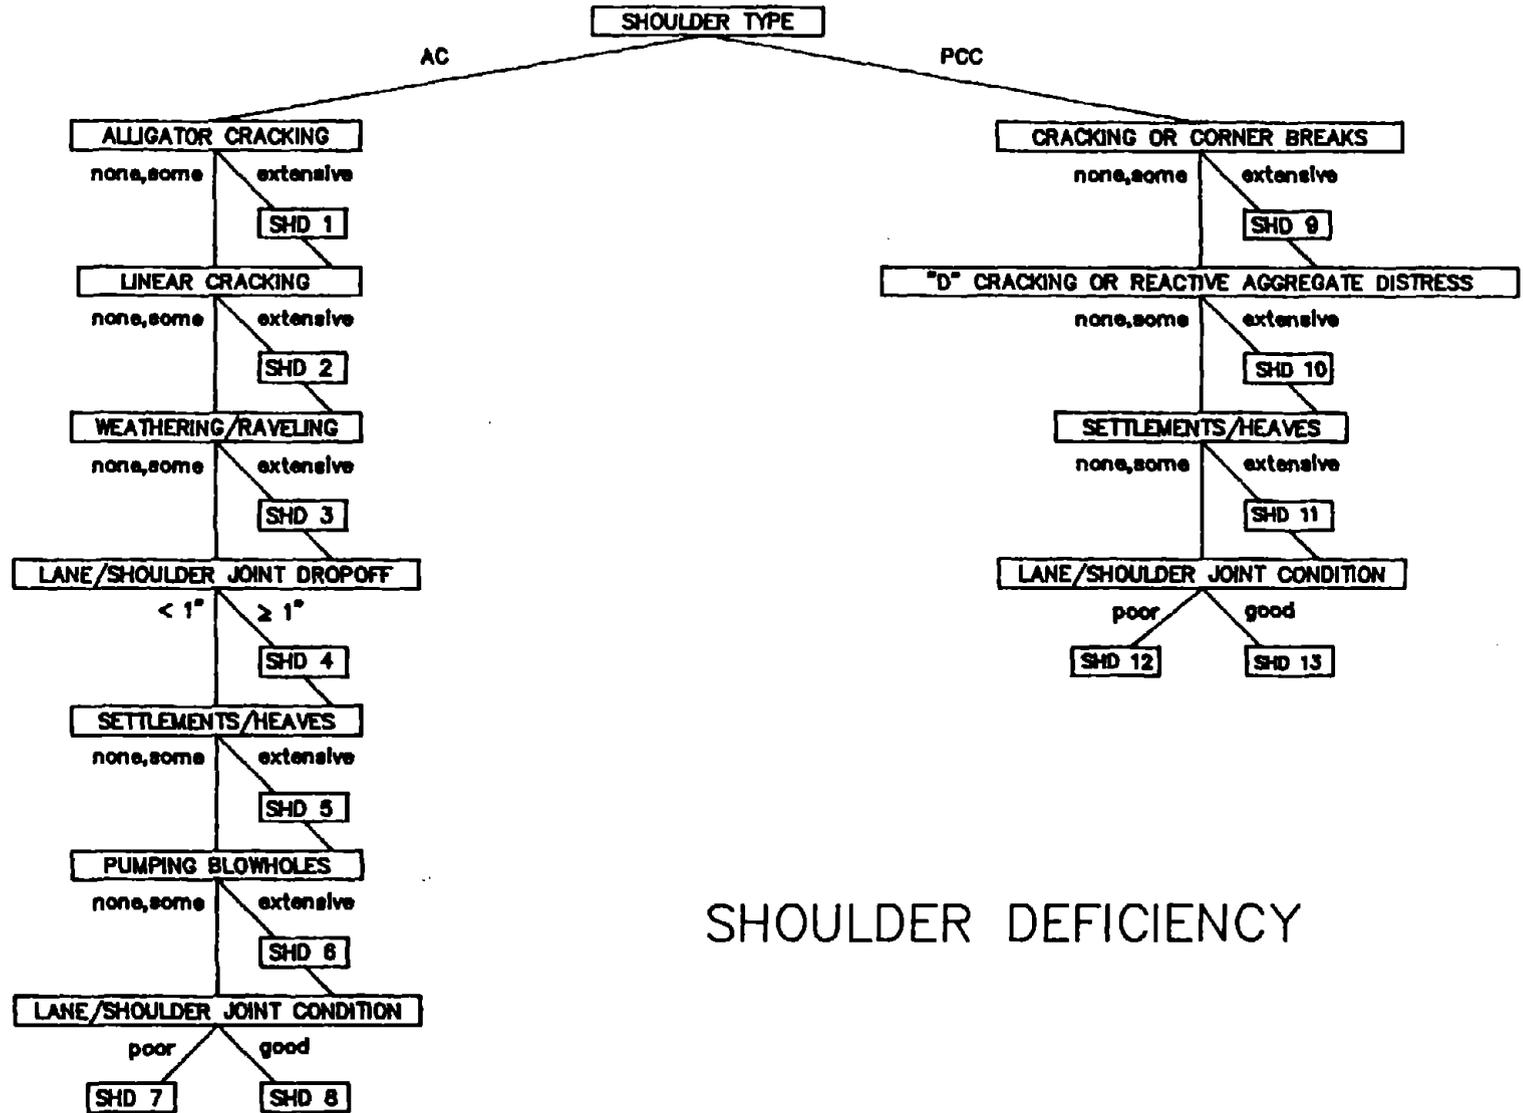 SHOULDER TYPE
AC
PCC
ALLIGATOR CRACKING
none,some
extensive
SHD 1
LINEAR CRACKING
none,some
extensive
SHD 2
WEATHERING/RAVELING
none,some
extensive
SHD 3
LANE/SHOULDER JOINT DROPOFF
< 1"
≥ 1"
SHD 4
SETTLEMENTS/HEAVES
none,some
extensive
SHD 5
PUMPING BLOWHOLES
none,some
extensive
SHD 6
LANE/SHOULDER JOINT CONDITION
poor
good
SHD 7
SHD 8
CRACKING OR CORNER BREAKS
none,some
extensive
SHD 9
"D" CRACKING OR REACTIVE AGGREGATE DISTRESS
none,some
extensive
SHD 10
SETTLEMENTS/HEAVES
none,some
extensive
SHD 11
LANE/SHOULDER JOINT CONDITION
poor
good
SHD 12
SHD 13
SHOULDER DEFICIENCY